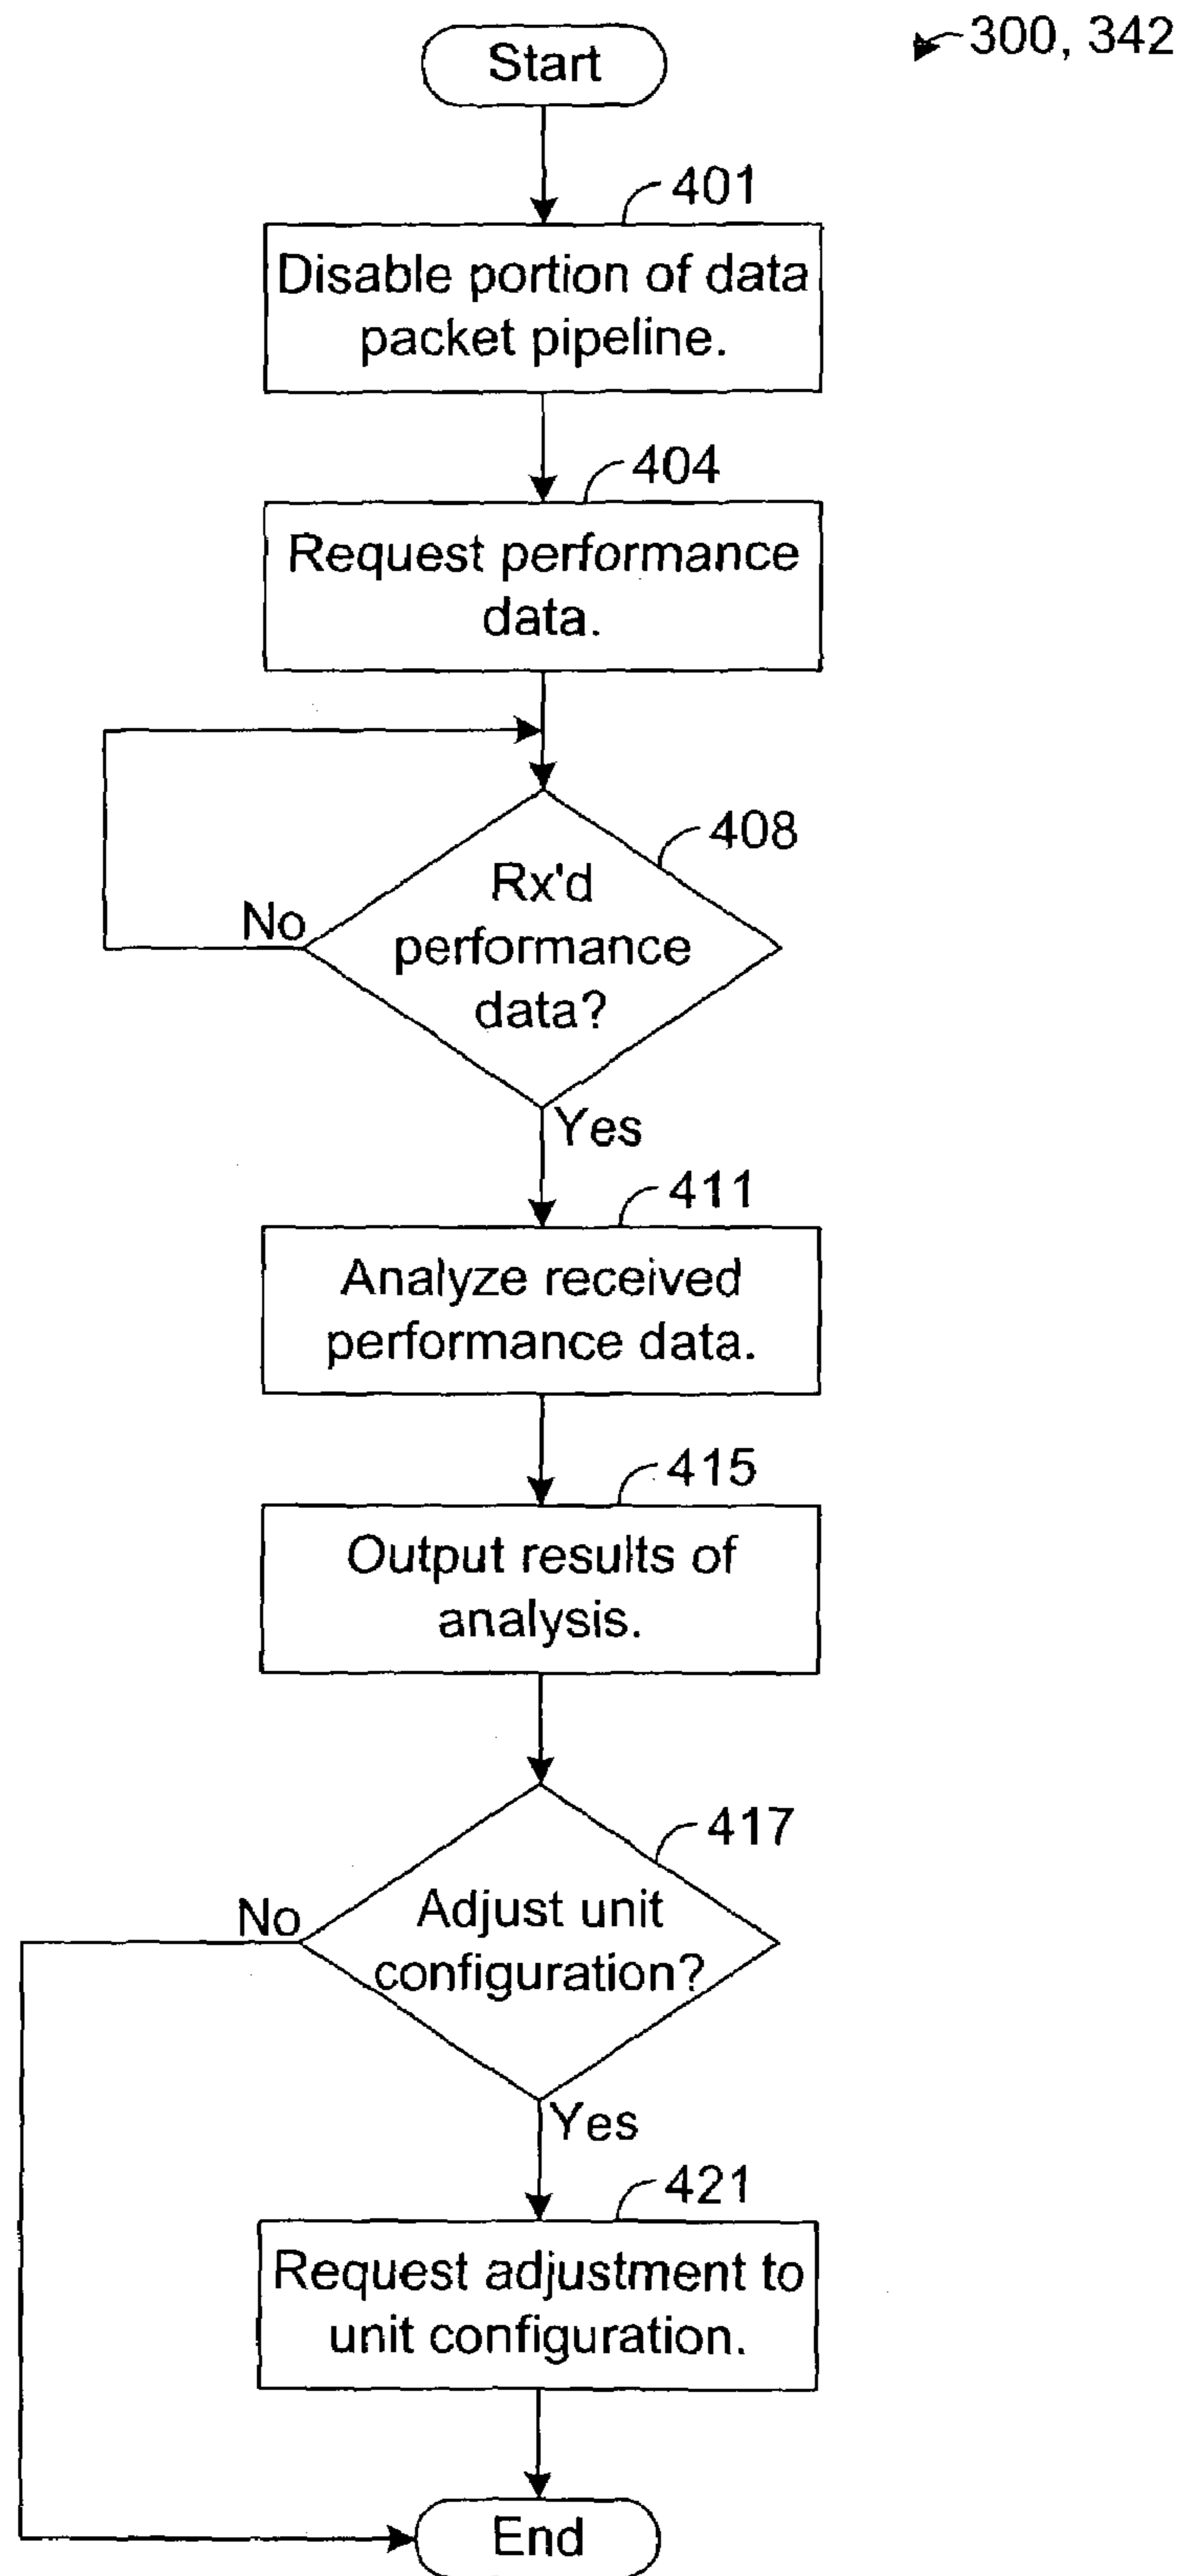 300, 342
Start
401
Disable portion of data
packet pipeline.
404
Request performance
data.
408
Rx'd
performance
data?
No
Yes
411
Analyze received
performance data.
415
Output results of
analysis.
417
Adjust unit
configuration?
No
Yes
421
Request adjustment to
unit configuration.
End